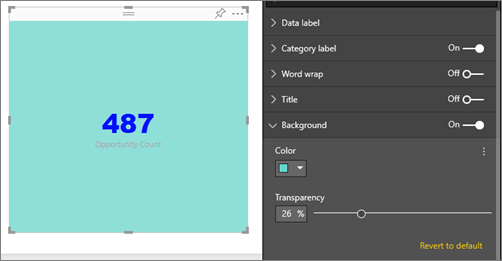 487
Opportunity Count
Data label
Category label On
Word wrap Off
Title Off
Background On
Color
Transparency
26 %
Revert to default